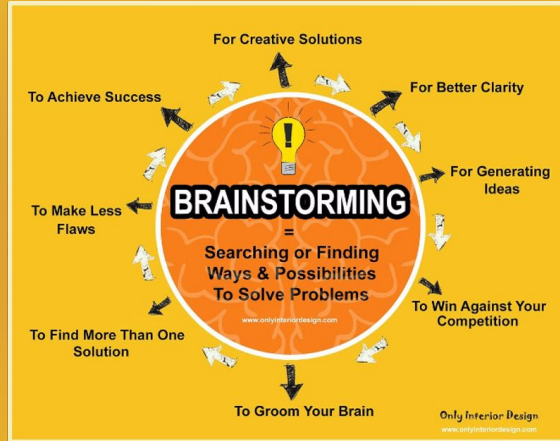 For Creative Solutions
For Better Clarity
For Generating
Ideas
To Win Against Your
Competition
To Groom Your Brain
To Find More Than One
Solution
To Make Less
Flaws
To Achieve Success
!
BRAINSTORMING
=
Searching or Finding
Ways & Possibilities
To Solve Problems
www.onlyinteriordesign.com
Only Interior Design
www.onlyinteriordesign.com